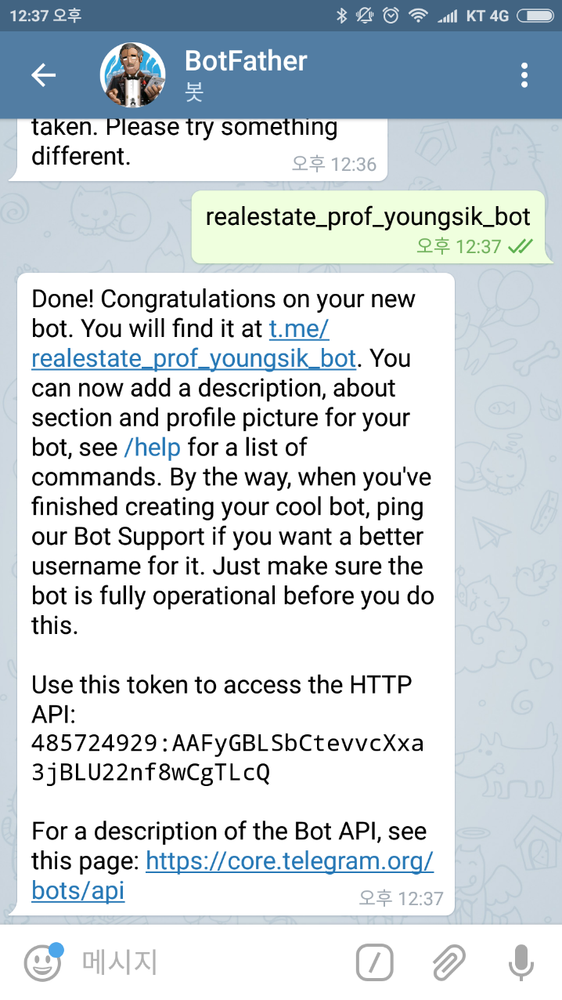 12:37 오후
KT 4G
BotFather
봇
taken. Please try something
different.
오후 12:36
realestate_prof_youngsik_bot
오후 12:37
Done! Congratulations on your new
bot. You will find it at t.me/
realestate_prof_youngsik_bot. You
can now add a description, about
section and profile picture for your
bot, see /help for a list of
commands. By the way, when you've
finished creating your cool bot, ping
our Bot Support if you want a better
username for it. Just make sure the
bot is fully operational before you do
this.
Use this token to access the HTTP
API:
485724929:AAFyGBLSbCtevvcXxa
3jBLU22nf8wCgTLcQ
For a description of the Bot API, see
this page: https://core.telegram.org/
bots/api
오후 12:37
메시지